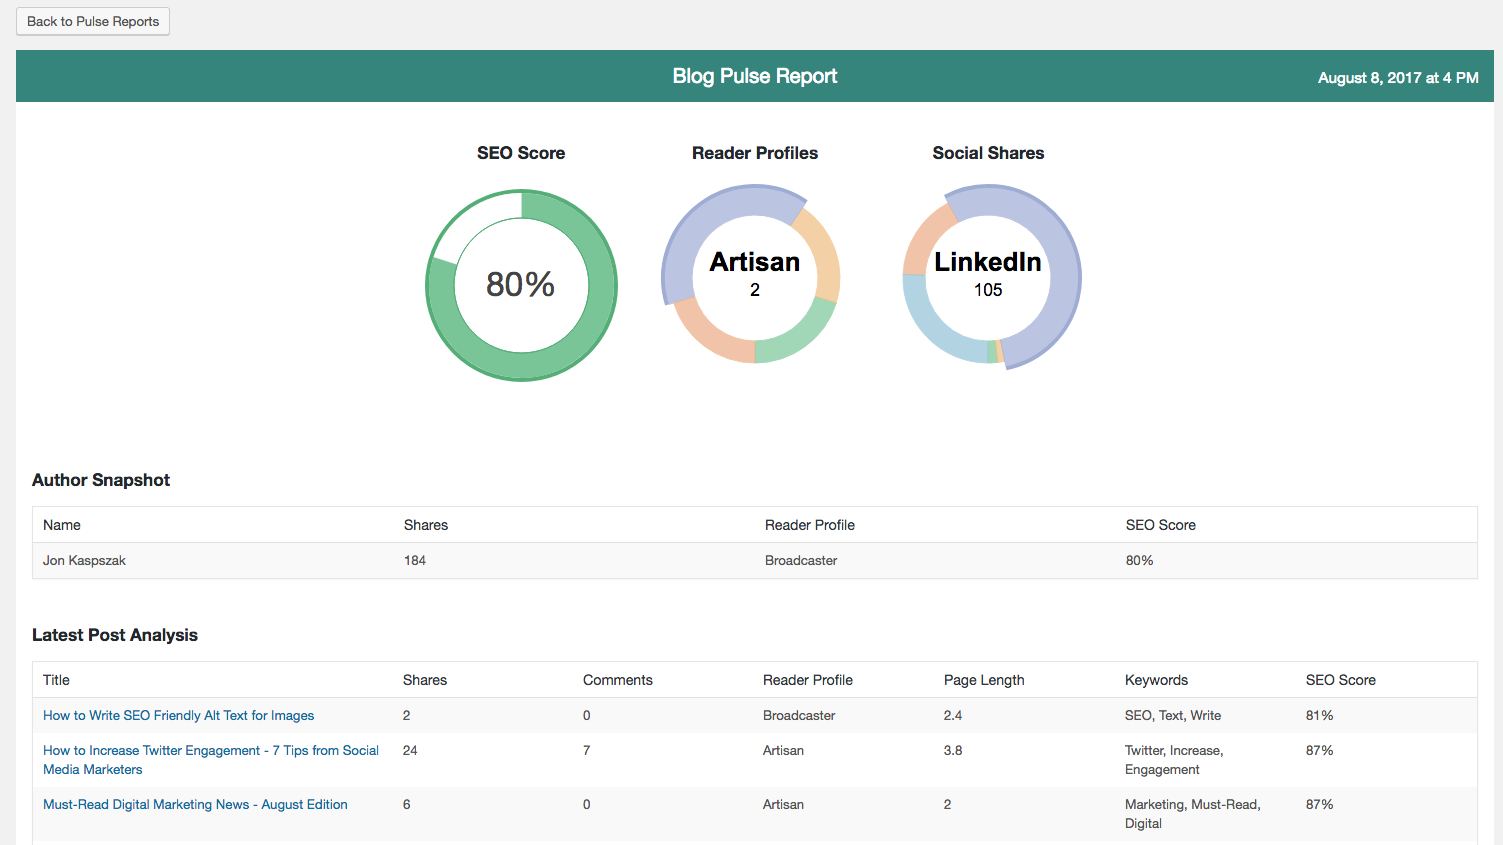 Back to Pulse Reports
Blog Pulse Report
August 8, 2017 at 4 PM
SEO Score
Reader Profiles
Social Shares
80%
Artisan
2
LinkedIn
105
Author Snapshot
Name Shares Reader Profile SEO Score
Jon Kaspszak 184 Broadcaster 80%
Latest Post Analysis
Title Shares Comments Reader Profile Page Length Keywords SEO Score
How to Write SEO Friendly Alt Text for Images 2 0 Broadcaster 2.4 SEO, Text, Write 81%
How to Increase Twitter Engagement - 7 Tips from Social 24 7 Artisan 3.8 Twitter, Increase, 87%
Media Marketers Engagement
Must-Read Digital Marketing News - August Edition 6 0 Artisan 2 Marketing, Must-Read, 87%
Digital